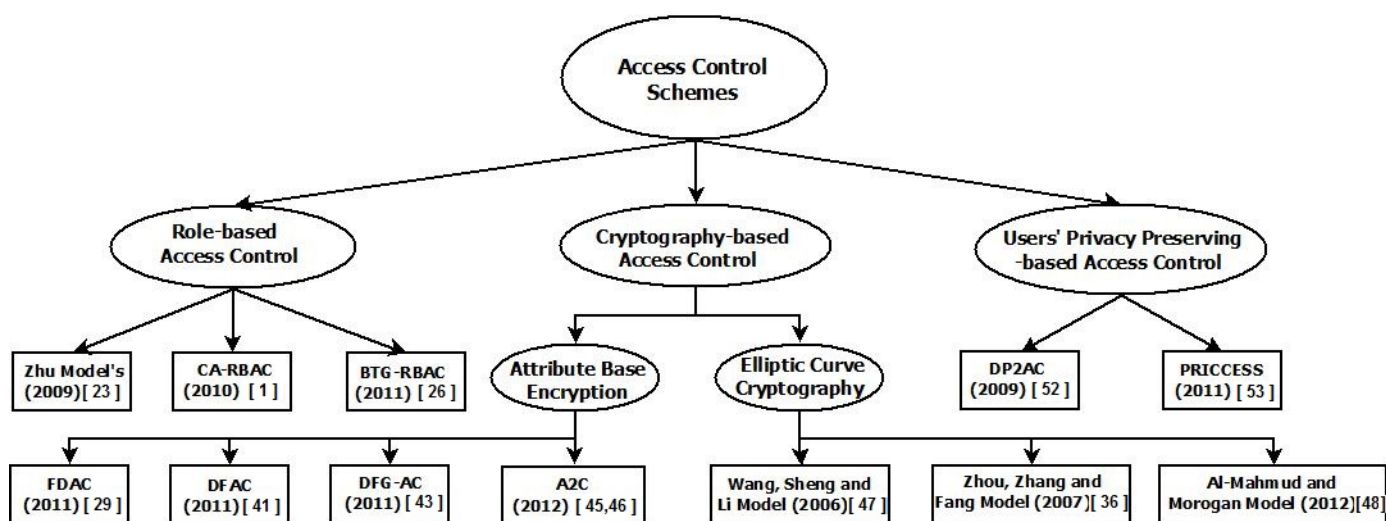 Access Control
Schemes
Role-based
Access Control
Cryptography-based
Access Control
Users' Privacy Preserving
-based Access Control
Zhu Model's
(2009)[ 23 ]
CA-RBAC
(2010) [ 1 ]
BTG-RBAC
(2011) [ 26 ]
Attribute Base
Encryption
Elliptic Curve
Cryptography
DP2AC
(2009) [ 52 ]
PRICCESS
(2011) [ 53 ]
FDAC
(2011) [ 29 ]
DFAC
(2011) [ 41 ]
DFG-AC
(2011) [ 43 ]
A2C
(2012) [ 45,46 ]
Wang, Sheng and
Li Model (2006)[ 47 ]
Zhou, Zhang and
Fang Model (2007)[ 36 ]
Al-Mahmud and
Morogan Model (2012)[48]